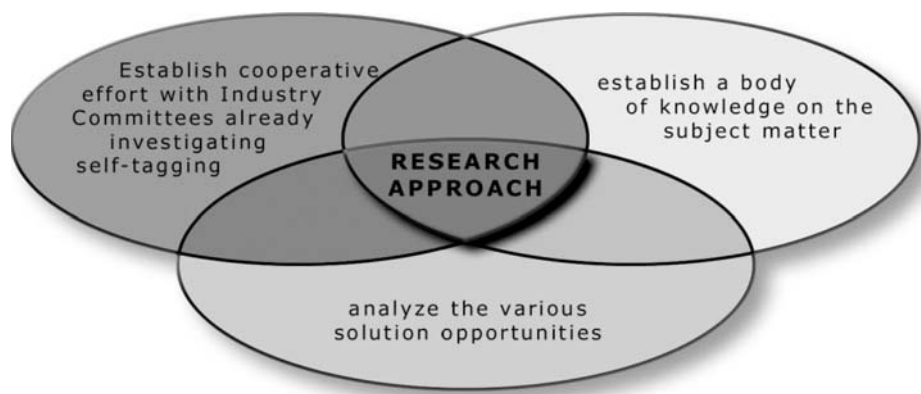 Establish cooperative
effort with Industry
Committees already
investigating
self-tagging
establish a body
of knowledge on the
subject matter
RESEARCH
APPROACH
analyze the various
solution opportunities